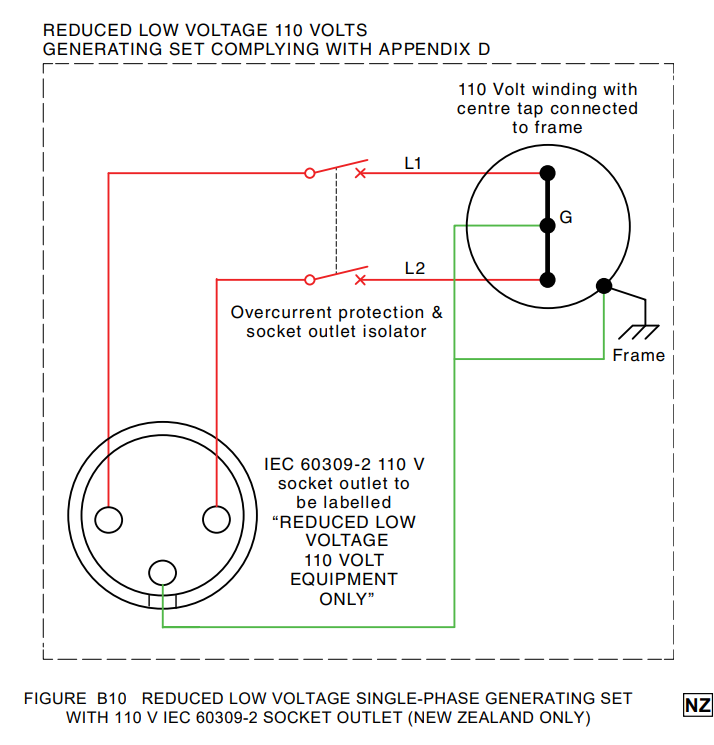 REDUCED LOW VOLTAGE 110 VOLTS
GENERATING SET COMPLYING WITH APPENDIX D
110 Volt winding with
centre tap connected
to frame
L1
G
L2
Overcurrent protection &
socket outlet isolator
Frame
IEC 60309-2 110 V
socket outlet to
be labelled
“REDUCED LOW
VOLTAGE
110 VOLT
EQUIPMENT
ONLY”
FIGURE B10 REDUCED LOW VOLTAGE SINGLE-PHASE GENERATING SET
WITH 110 V IEC 60309-2 SOCKET OUTLET (NEW ZEALAND ONLY)
NZ